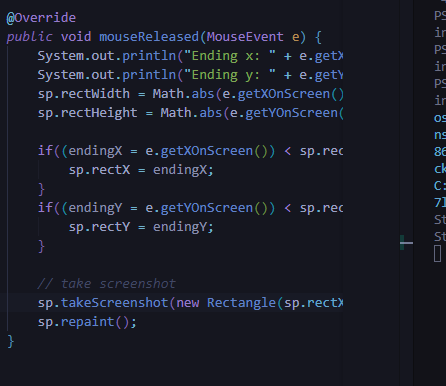 @Override
public void mouseReleased(MouseEvent e) {
System.out.println("Ending x: " + e.getX
System.out.println("Ending y: " + e.getY
sp.rectWidth = Math.abs(e.getXOnScreen()
sp.rectHeight = Math.abs(e.getYOnScreen(
if((endingX = e.getXOnScreen()) < sp.rec
sp.rectX = endingX;
}
if((endingY = e.getYOnScreen()) < sp.rec
sp.rectY = endingY;
}
// take screenshot
sp.takeScreenshot(new Rectangle(sp.rectX
sp.repaint();
}
PS
in
PS
in
PS
in
os
ns
86
ck
C:
7l
St
St